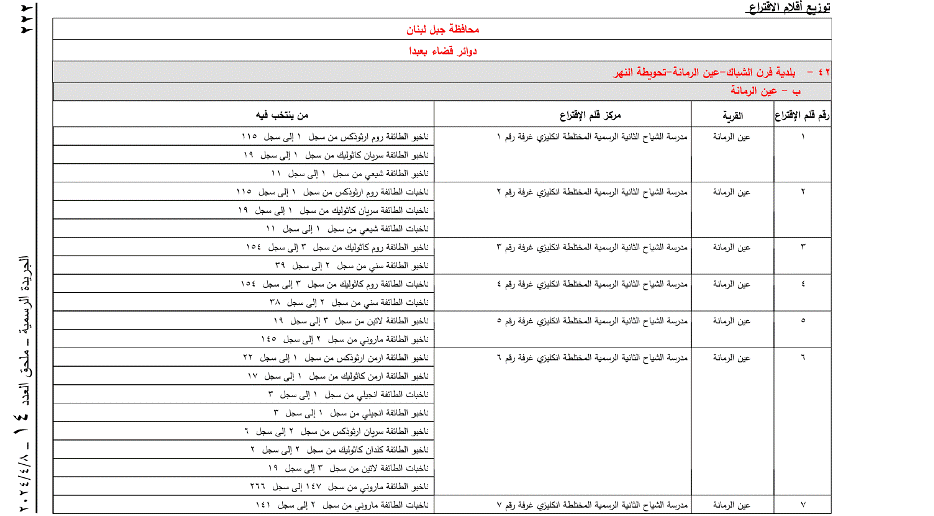 توزيع أقلام الإقتراع
٢٢٢
محافظة جبل لبنان
دوائر قضاء بعبدا
٤٢ - بلدية فرن الشباك-عين الرمانة-تحويطة النهر
ب - عين الرمانة
رقم قلم الإقتراع القرية مركز قلم الإقتراع من ينتخب فيه
١ عين الرمانة مدرسة الشياح الثانية الرسمية المختلطة انكليزي غرفة رقم ١ ناخبو الطائفة روم ارثوذكس من سجل ١ إلى سجل ١١٥
ناخبو الطائفة سريان كاثوليك من سجل ١ إلى سجل ١٩
ناخبو الطائفة شيعي من سجل ١ إلى سجل ١١
٢ عين الرمانة مدرسة الشياح الثانية الرسمية المختلطة انكليزي غرفة رقم ٢ ناخبات الطائفة روم ارثوذكس من سجل ١ إلى سجل ١١٥
ناخبات الطائفة سريان كاثوليك من سجل ١ إلى سجل ١٩
ناخبات الطائفة شيعي من سجل ١ إلى سجل ١١
٣ عين الرمانة مدرسة الشياح الثانية الرسمية المختلطة انكليزي غرفة رقم ٣ ناخبو الطائفة روم كاثوليك من سجل ٣ إلى سجل ١٥٤
ناخبو الطائفة سني من سجل ٢ إلى سجل ٣٩
٤ عين الرمانة مدرسة الشياح الثانية الرسمية المختلطة انكليزي غرفة رقم ٤ ناخبات الطائفة روم كاثوليك من سجل ٣ إلى سجل ١٥٤
ناخبات الطائفة سني من سجل ٢ إلى سجل ٣٨
٥ عين الرمانة مدرسة الشياح الثانية الرسمية المختلطة انكليزي غرفة رقم ٥ ناخبو الطائفة لاتين من سجل ٣ إلى سجل ١٩
ناخبو الطائفة ماروني من سجل ٢ إلى سجل ١٤٥
٦ عين الرمانة مدرسة الشياح الثانية الرسمية المختلطة انكليزي غرفة رقم ٦ ناخبو الطائفة ارمن ارثوذكس من سجل ١ إلى سجل ٢٢
ناخبو الطائفة ارمن كاثوليك من سجل ١ إلى سجل ١٧
ناخبات الطائفة انجيلي من سجل ١ إلى سجل ٣
ناخبو الطائفة انجيلي من سجل ١ إلى سجل ٣
ناخبو الطائفة سريان ارثوذكس من سجل ٢ إلى سجل ٦
ناخبو الطائفة كلدان كاثوليك من سجل ٢ إلى سجل ٢
ناخبات الطائفة لاتين من سجل ٣ إلى سجل ١٩
ناخبو الطائفة ماروني من سجل ١٤٧ إلى سجل ٢٦٦
٧ عين الرمانة مدرسة الشياح الثانية الرسمية المختلطة انكليزي غرفة رقم ٧ ناخبات الطائفة ماروني من سجل ٢ إلى سجل ١٤١
الجريدة الرسمية - ملحق العدد ١٤ - ٢٠٢٤/٤/٨